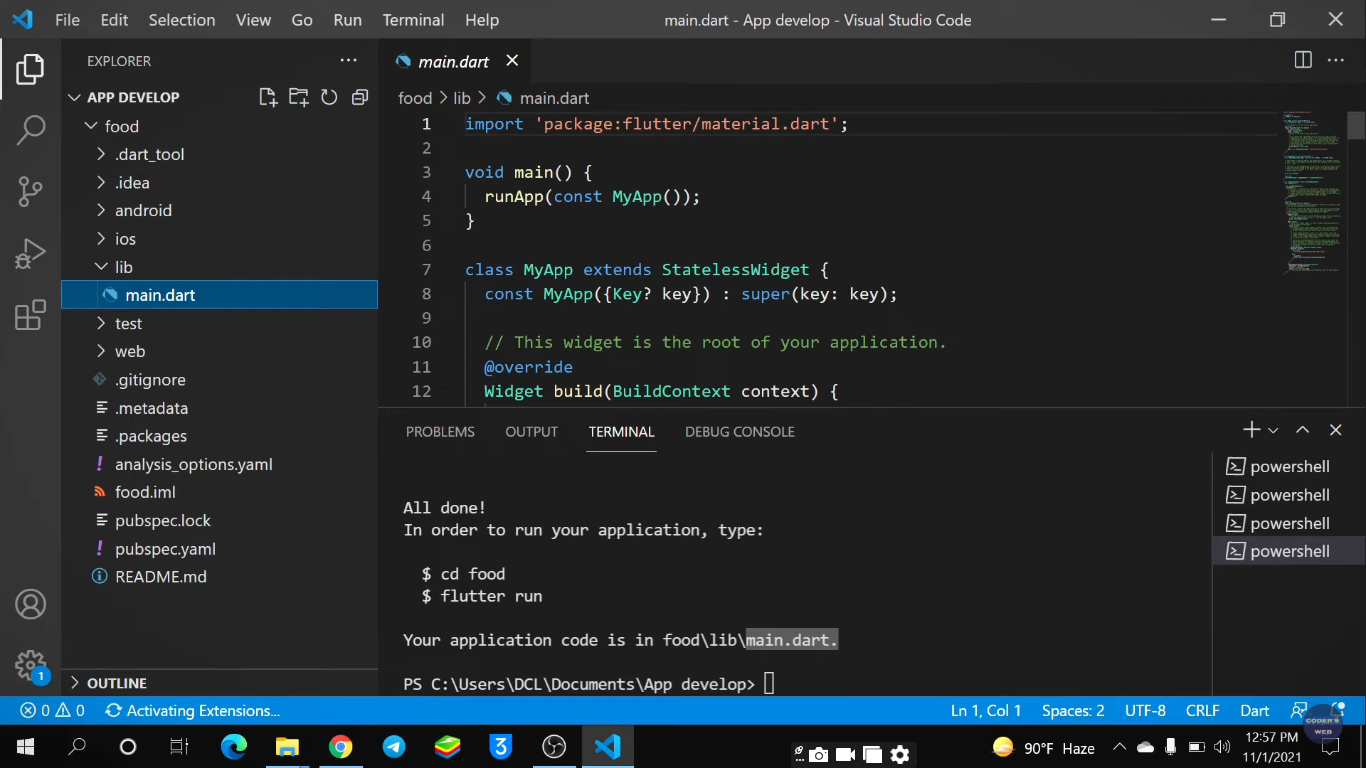 File Edit Selection View Go Run Terminal Help
main.dart - App develop - Visual Studio Code
EXPLORER
APP DEVELOP
food
.dart_tool
.idea
android
ios
lib
main.dart
test
web
.gitignore
.metadata
.packages
analysis_options.yaml
food.iml
pubspec.lock
pubspec.yaml
README.md
OUTLINE
1
main.dart
food lib main.dart
1 import 'package:flutter/material.dart';
2
3 void main() {
4 runApp(const MyApp());
5 }
6
7 class MyApp extends StatelessWidget {
8 const MyApp({Key? key}) : super(key: key);
9
10 // This widget is the root of your application.
11 @override
12 Widget build(BuildContext context) {
PROBLEMS OUTPUT TERMINAL DEBUG CONSOLE
All done!
In order to run your application, type:
$ cd food
$ flutter run
Your application code is in food\lib\main.dart.
PS C:\Users\DCL\Documents\App develop>
powershell
powershell
powershell
powershell
0 0 Activating Extensions...
Ln 1, Col 1 Spaces: 2 UTF-8 CRLF Dart
3
90°F Haze
12:57 PM
11/1/2021
CODER'S
WEB